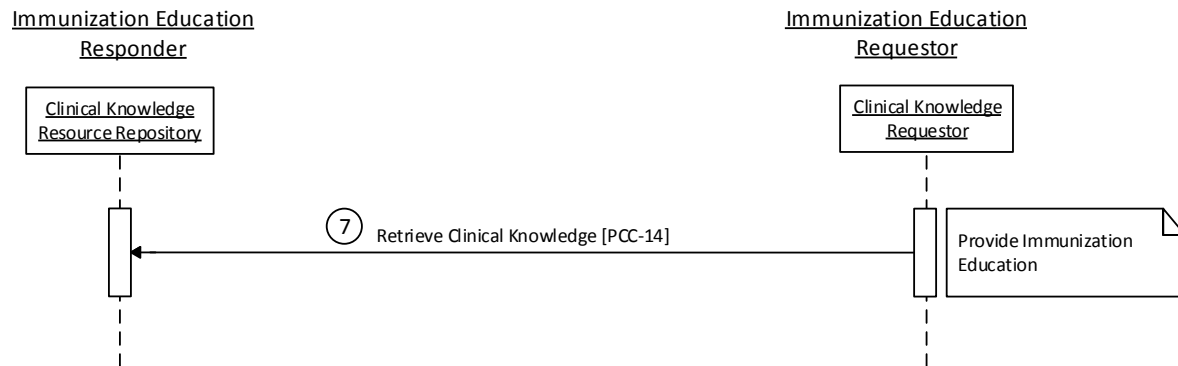 Immunization Education
Responder
Immunization Education
Requestor
Clinical Knowledge
Resource Repository
Clinical Knowledge
Requestor
7
Retrieve Clinical Knowledge [PCC-14]
Provide Immunization
Education